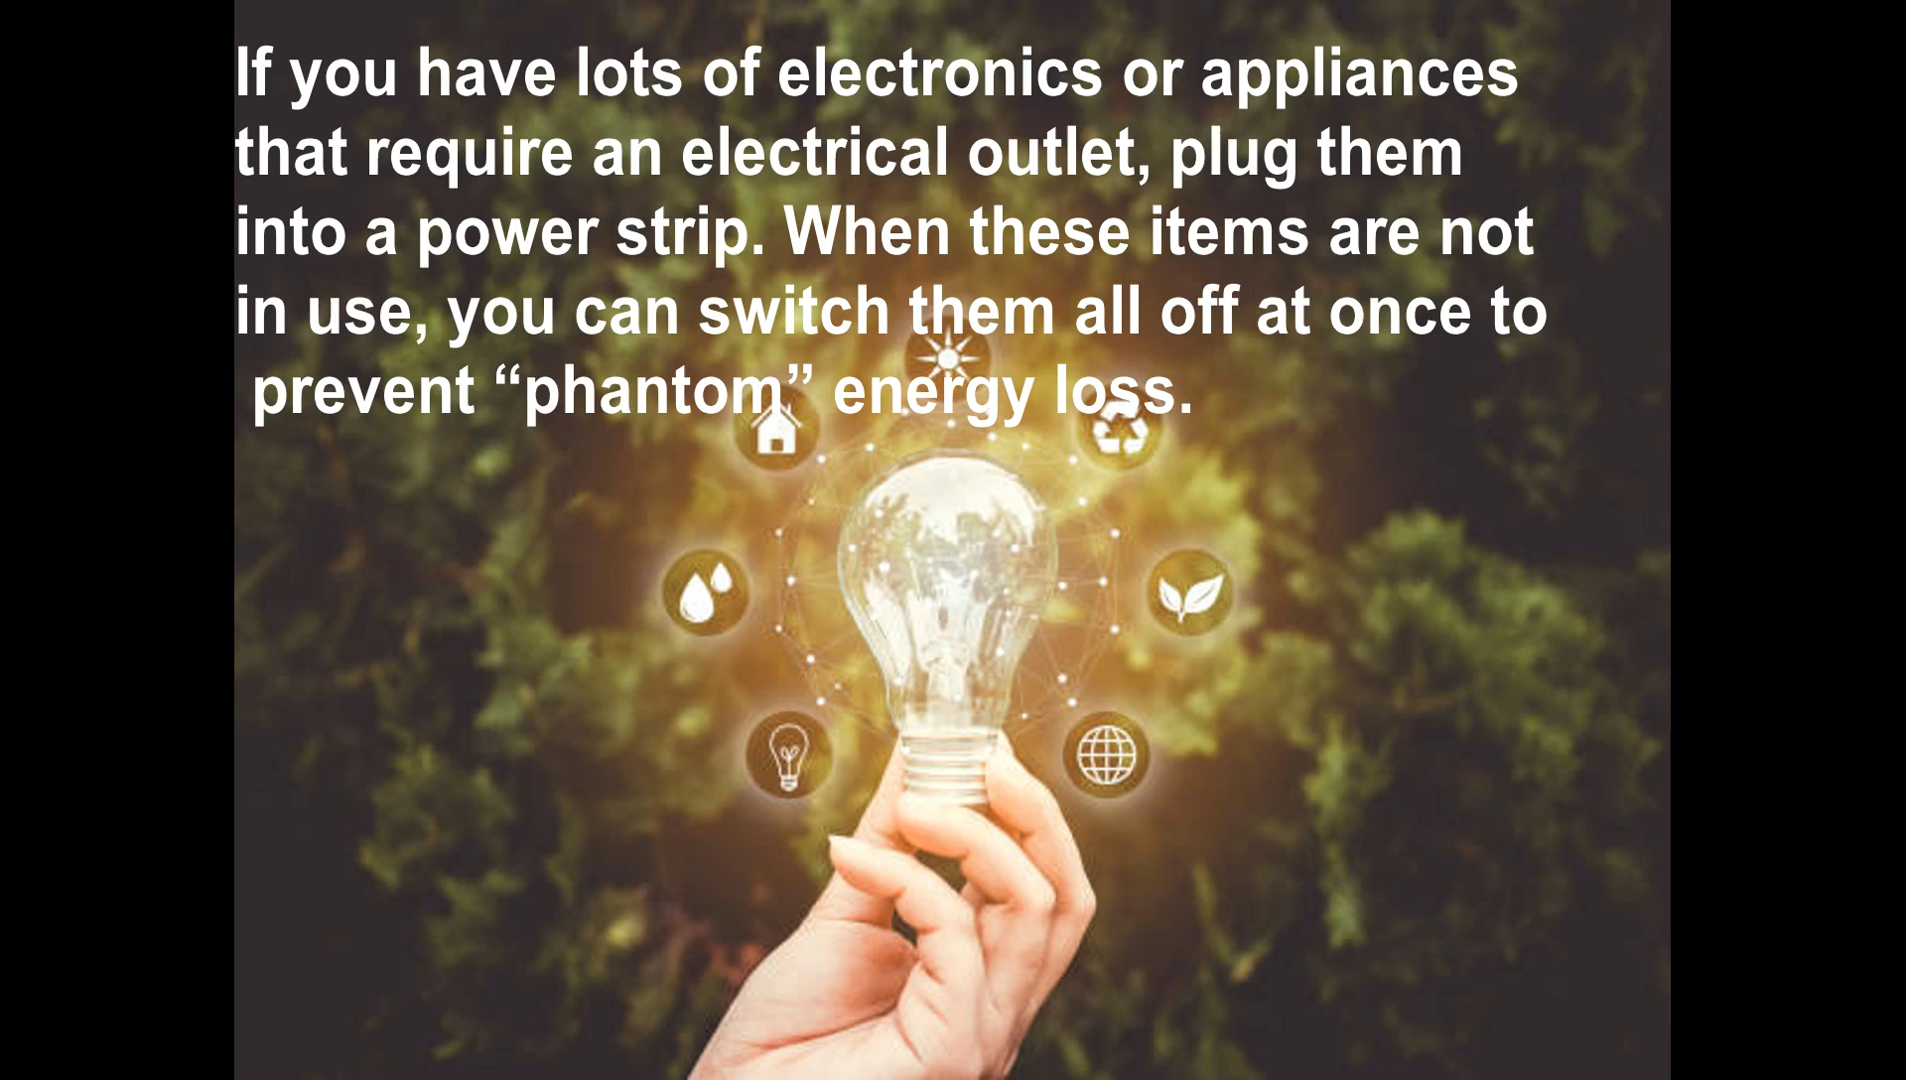 If you have lots of electronics or appliances
that require an electrical outlet, plug them
into a power strip. When these items are not
in use, you can switch them all off at once to
prevent “phantom” energy loss.